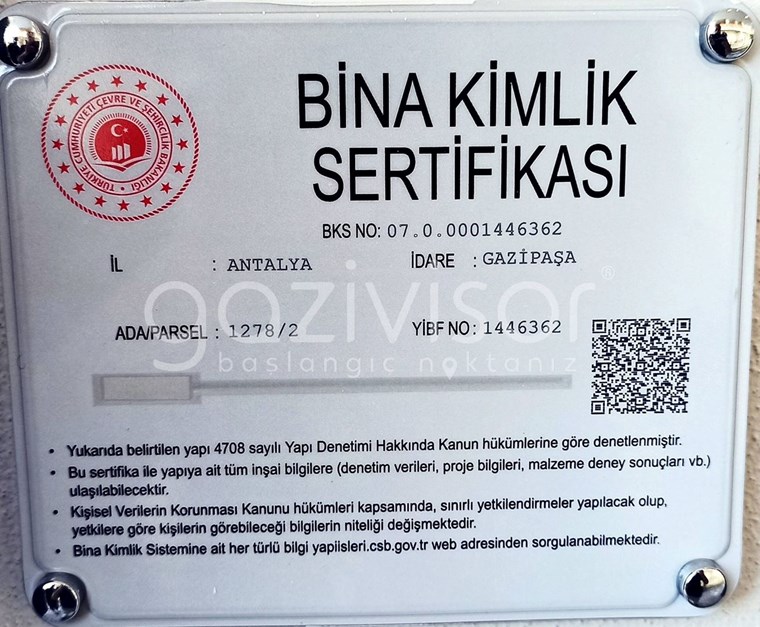 TÜRKİYE CUMHURİYETİ ÇEVRE VE ŞEHİRCİLİK BAKANLIĞI
BİNA KİMLİK
SERTİFİKASI
BKS NO: 07.0.0001446362
İL : ANTALYA İDARE : GAZİPAŞA
gazivisor®
ADA/PARSEL : 1278/2 YİBF NO: 1446362
başlangıç noktanız
• Yukarıda belirtilen yapı 4708 sayılı Yapı Denetimi Hakkında Kanun hükümlerine göre denetlenmiştir.
• Bu sertifika ile yapıya ait tüm inşai bilgilere (denetim verileri, proje bilgileri, malzeme deney sonuçları vb.)
ulaşılabilecektir.
• Kişisel Verilerin Korunması Kanunu hükümleri kapsamında, sınırlı yetkilendirmeler yapılacak olup,
yetkilere göre kişilerin görebileceği bilgilerin niteliği değişmektedir.
• Bina Kimlik Sistemine ait her türlü bilgi yapiisleri.csb.gov.tr web adresinden sorgulanabilmektedir.